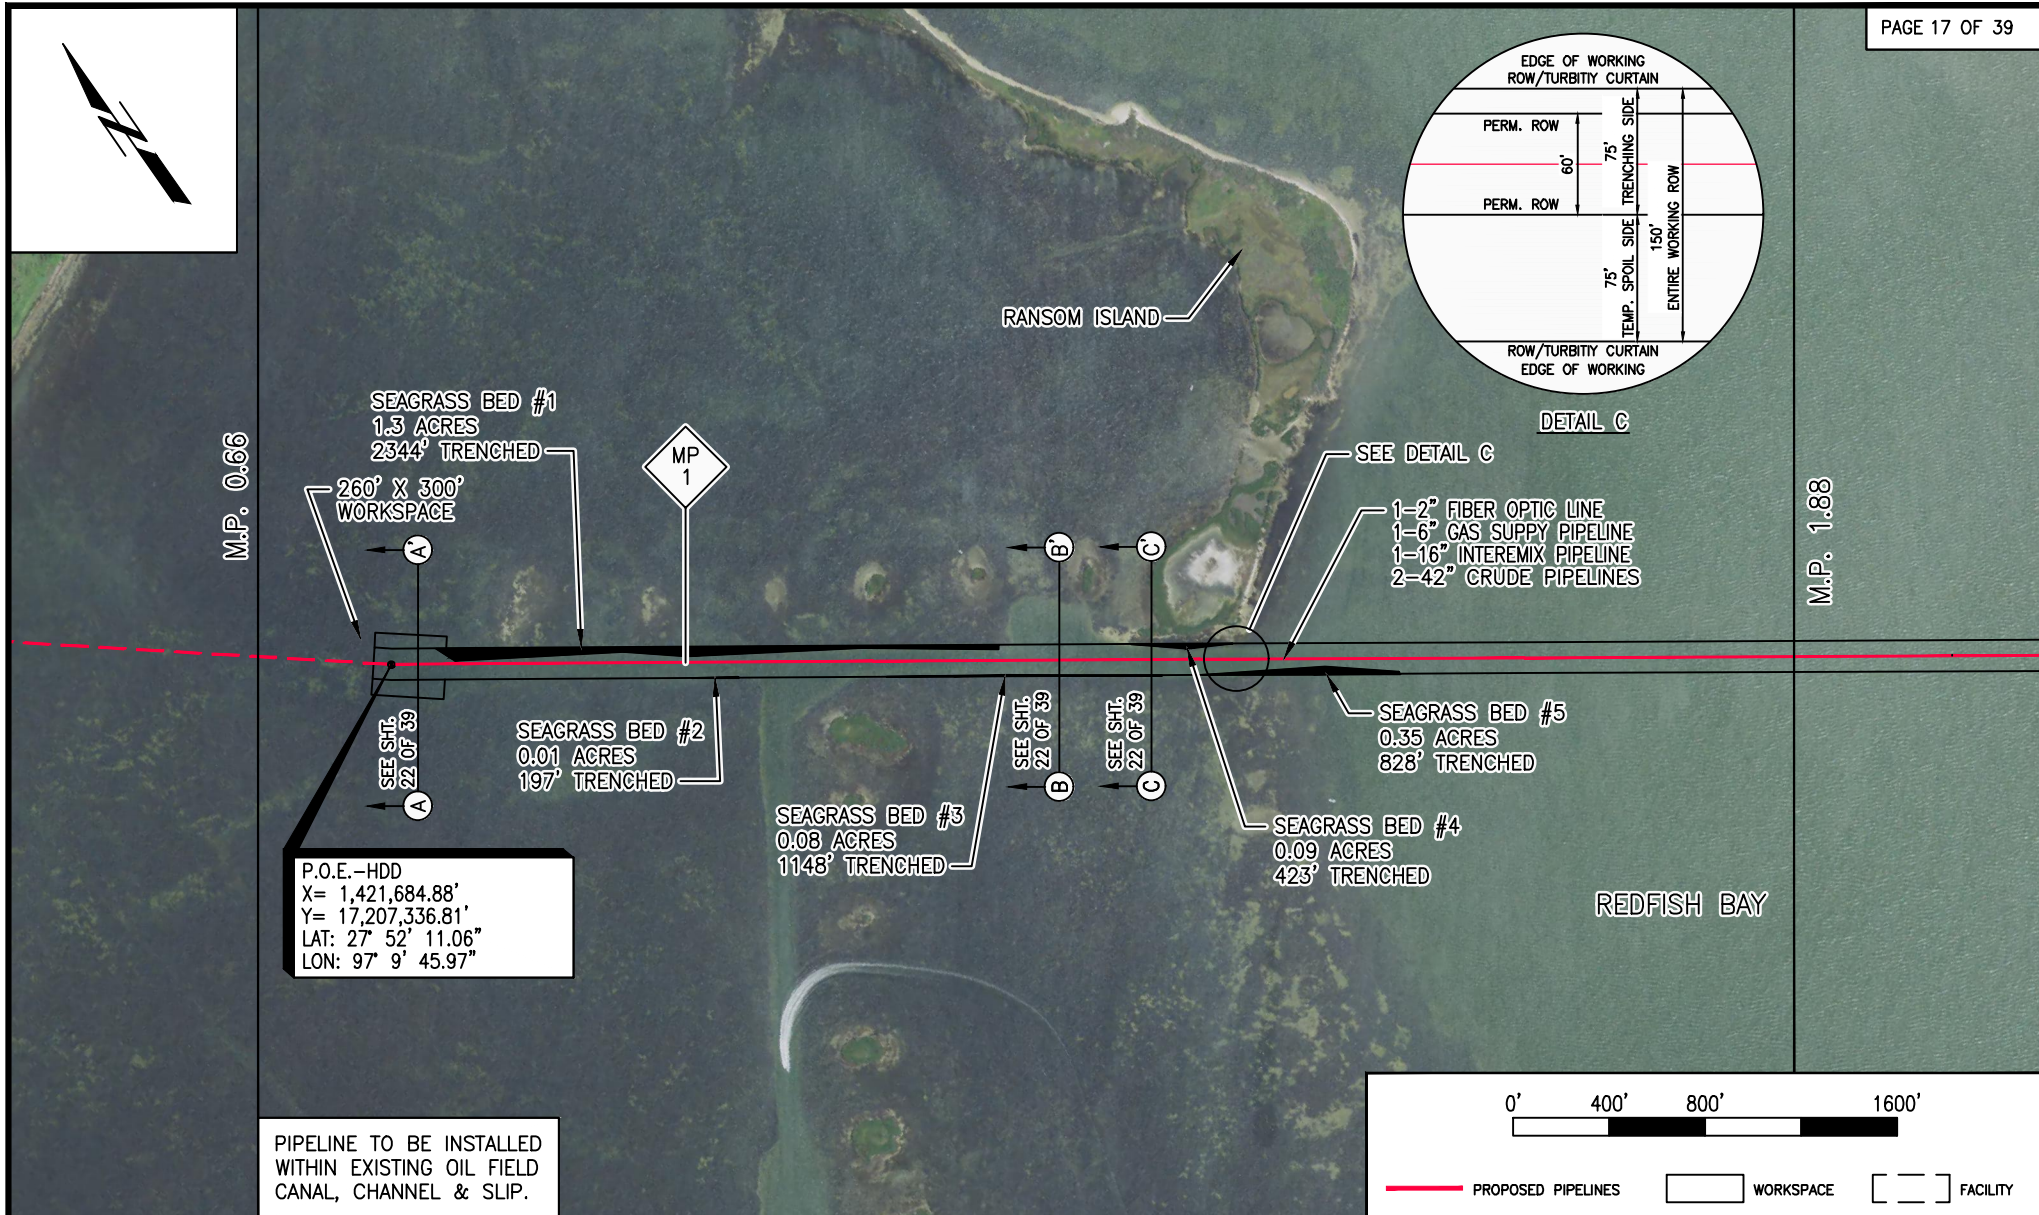 PAGE 17 OF 39
EDGE OF WORKING
ROW/TURBITIY CURTAIN
PERM. ROW
60'
PERM. ROW
75'
TRENCHING SIDE
75'
TEMP. SPOIL SIDE
150'
ENTIRE WORKING ROW
ROW/TURBITIY CURTAIN
EDGE OF WORKING
DETAIL C
RANSOM ISLAND
SEAGRASS BED #1
1.3 ACRES
2344' TRENCHED
M.P. 0.66
260' X 300'
WORKSPACE
MP
1
SEE DETAIL C
1-2" FIBER OPTIC LINE
1-6" GAS SUPPY PIPELINE
1-16" INTEREMIX PIPELINE
2-42" CRUDE PIPELINES
M.P. 1.88
A'
B'
C'
SEE SHT.
22 OF 39
A
SEAGRASS BED #2
0.01 ACRES
197' TRENCHED
SEE SHT.
22 OF 39
B
SEE SHT.
22 OF 39
C
SEAGRASS BED #3
0.08 ACRES
1148' TRENCHED
SEAGRASS BED #5
0.35 ACRES
828' TRENCHED
SEAGRASS BED #4
0.09 ACRES
423' TRENCHED
P.O.E.-HDD
X= 1,421,684.88'
Y= 17,207,336.81'
LAT: 27° 52' 11.06"
LON: 97° 9' 45.97"
REDFISH BAY
PIPELINE TO BE INSTALLED
WITHIN EXISTING OIL FIELD
CANAL, CHANNEL & SLIP.
0' 400' 800' 1600'
PROPOSED PIPELINES
WORKSPACE
FACILITY